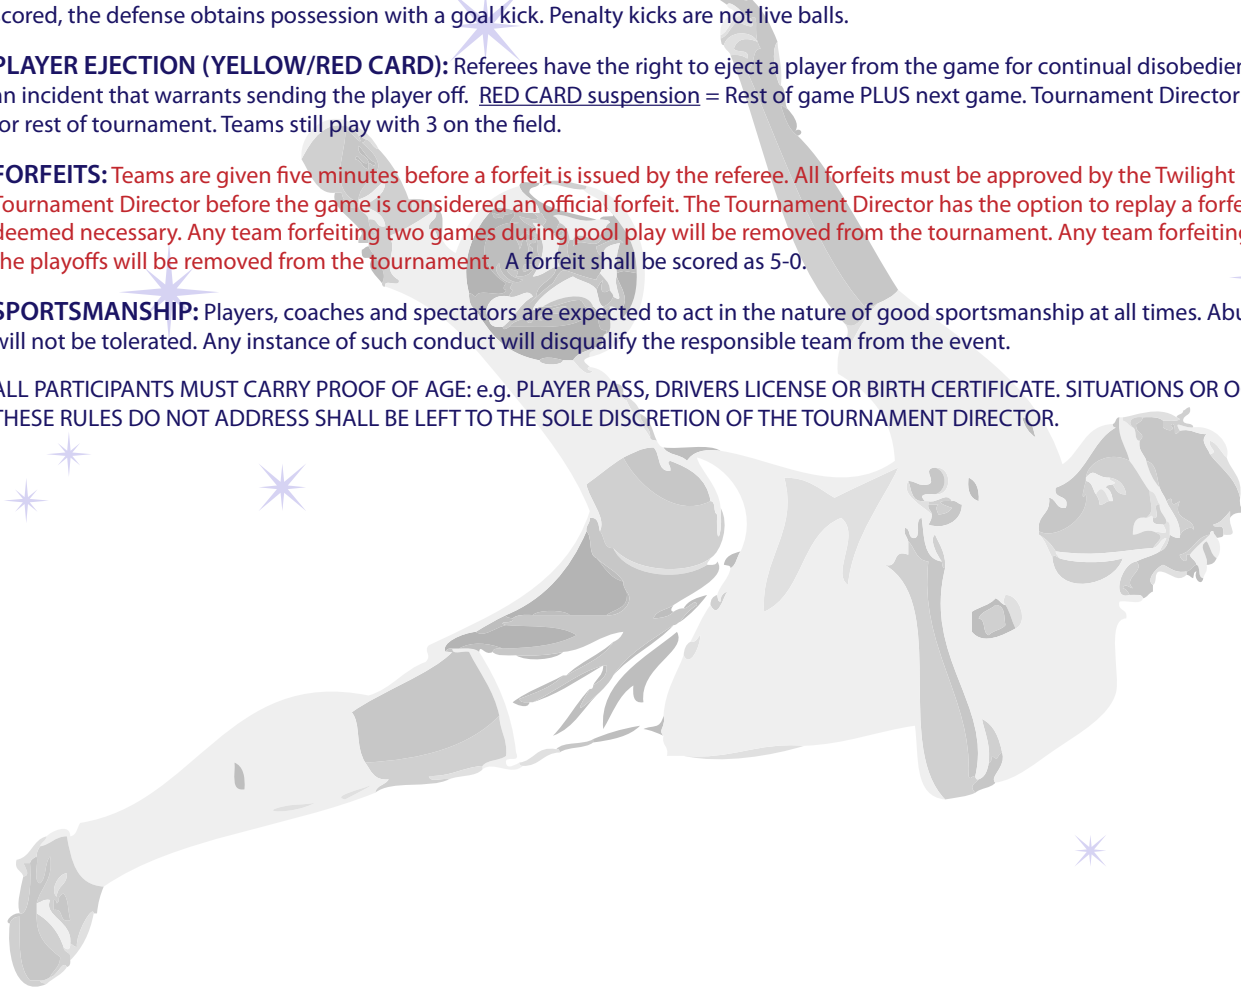 cored, the defense obtains possession with a goal kick. Penalty kicks are not live balls.
PLAYER EJECTION (YELLOW/RED CARD): Referees have the right to eject a player from the game for continual
an incident that warrants sending the player off. RED CARD suspension = Rest of game PLUS next game. Tournament Director
or rest of tournament. Teams still play with 3 on the field.
FORFEITS: Teams are given five minutes before a forfeit is issued by the referee. All forfeits must be approved by the Twilight
Tournament Director before the game is considered an official forfeit. The Tournament Director has the option to replay a
deemed necessary. Any team forfeiting two games during pool play will be removed from the tournament. Any team forfeiting
the playoffs will be removed from the tournament. A forfeit shall be scored as 5-0.
SPORTSMANSHIP: Players, coaches and spectators are expected to act in the nature of good sportsmanship at all times.
will not be tolerated. Any instance of such conduct will disqualify the responsible team from the event.
ALL PARTICIPANTS MUST CARRY PROOF OF AGE: e.g. PLAYER PASS, DRIVERS LICENSE OR BIRTH CERTIFICATE. SITUATIONS OR
THESE RULES DO NOT ADDRESS SHALL BE LEFT TO THE SOLE DISCRETION OF THE TOURNAMENT DIRECTOR.